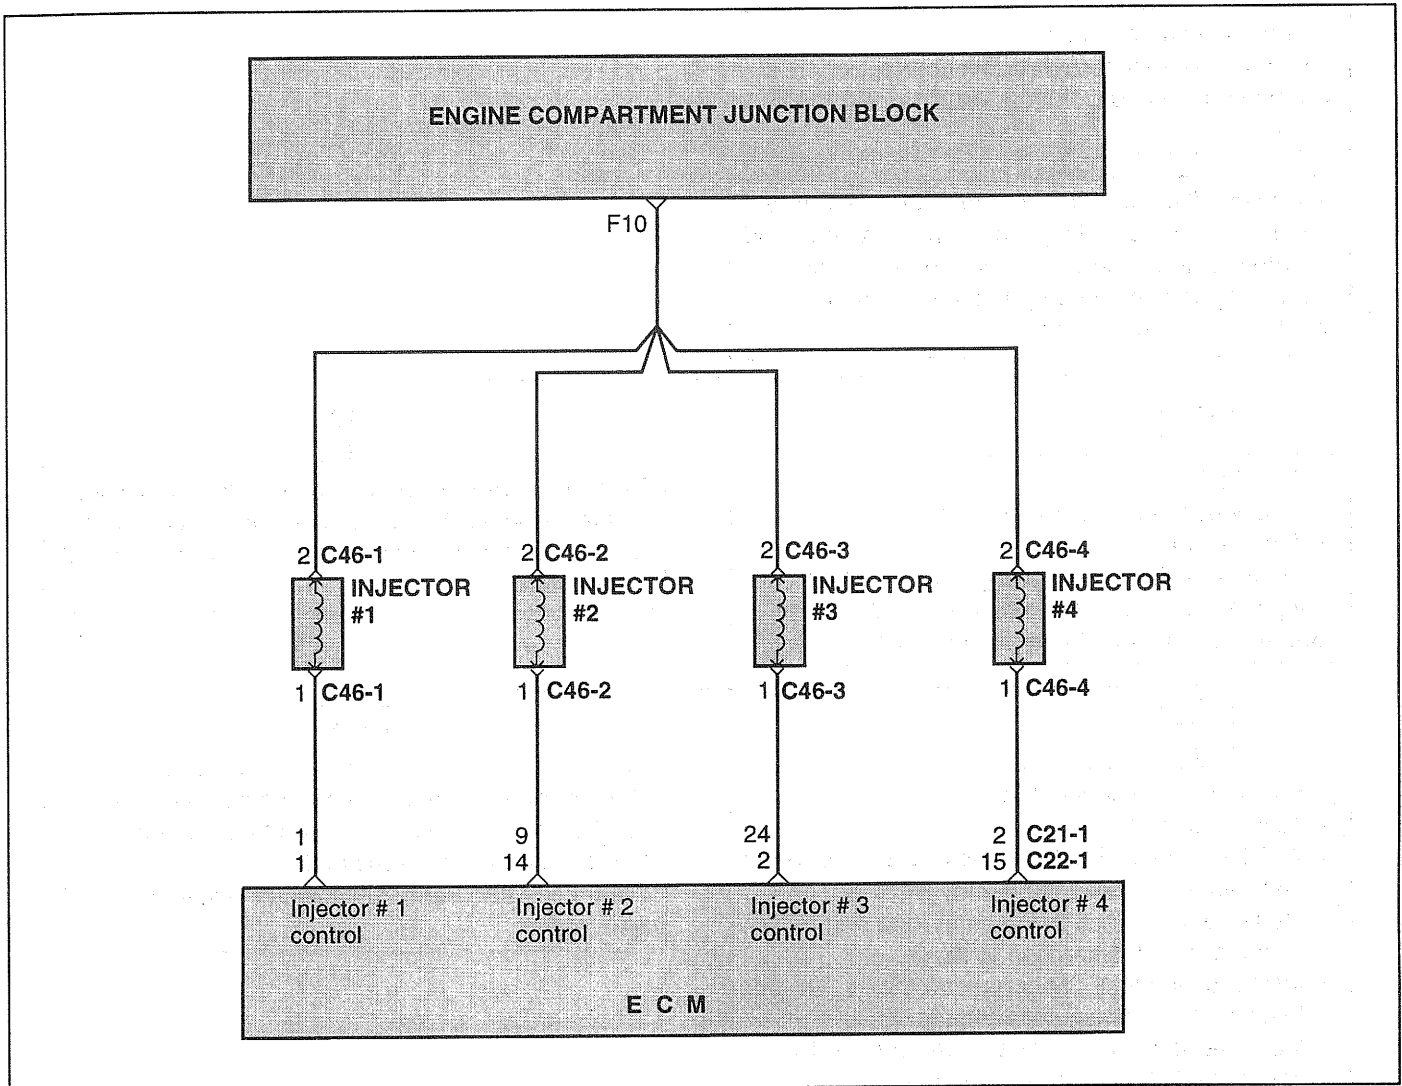 ENGINE COMPARTMENT JUNCTION BLOCK
F10
2 C46-1
INJECTOR
#1
2 C46-2
INJECTOR
#2
2 C46-3
INJECTOR
#3
2 C46-4
INJECTOR
#4
1 C46-1
1 C46-2
1 C46-3
1 C46-4
1 9 24 2 C21-1
1 14 2 15 C22-1
Injector # 1
control
Injector # 2
control
Injector # 3
control
Injector # 4
control
E C M